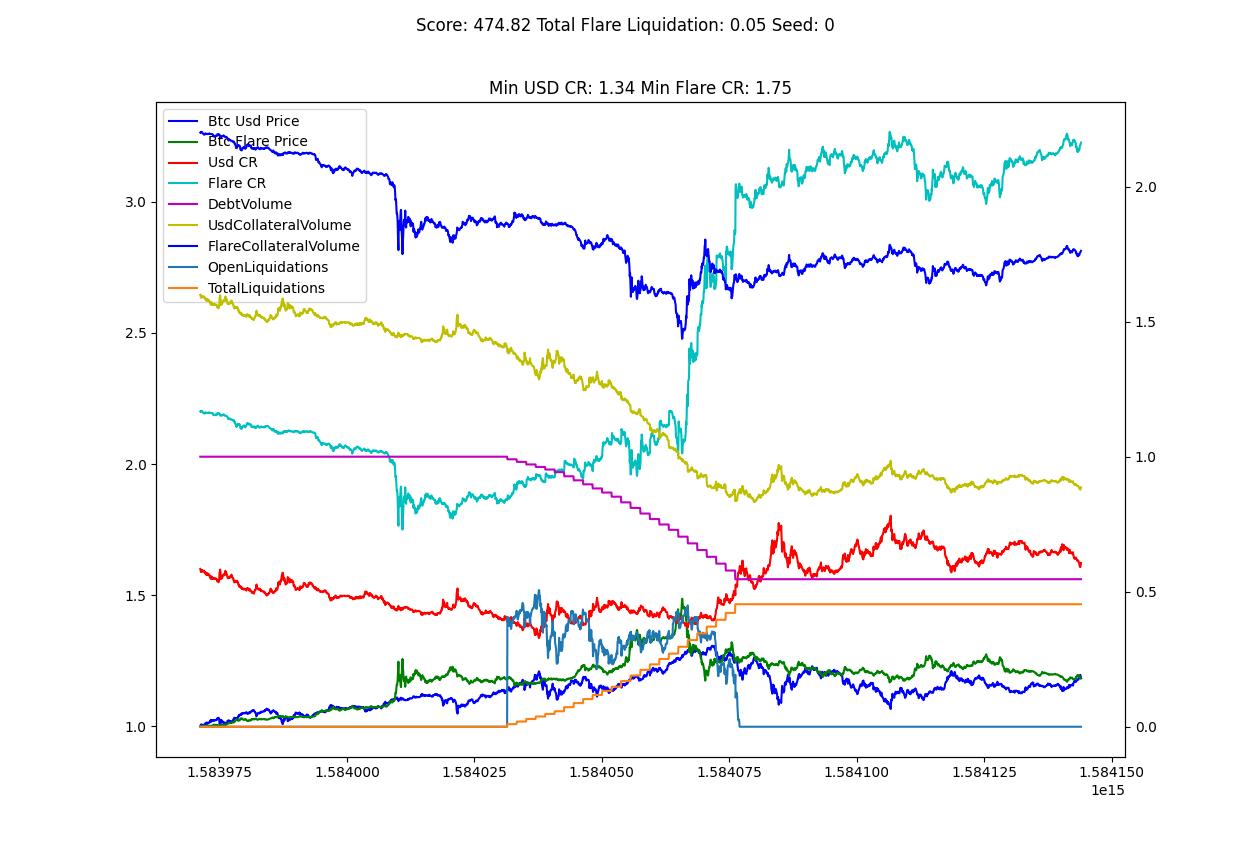 Score: 474.82 Total Flare Liquidation: 0.05 Seed: 0
Min USD CR: 1.34 Min Flare CR: 1.75
Btc Usd Price
Btc Flare Price
Usd CR
Flare CR
DebtVolume
UsdCollateralVolume
FlareCollateralVolume
OpenLiquidations
TotalLiquidations
3.0
2.5
2.0
1.5
1.0
2.0
1.5
1.0
0.5
0.0
1.583975 1.584000 1.584025 1.584050 1.584075 1.584100 1.584125 1.584150
1e15